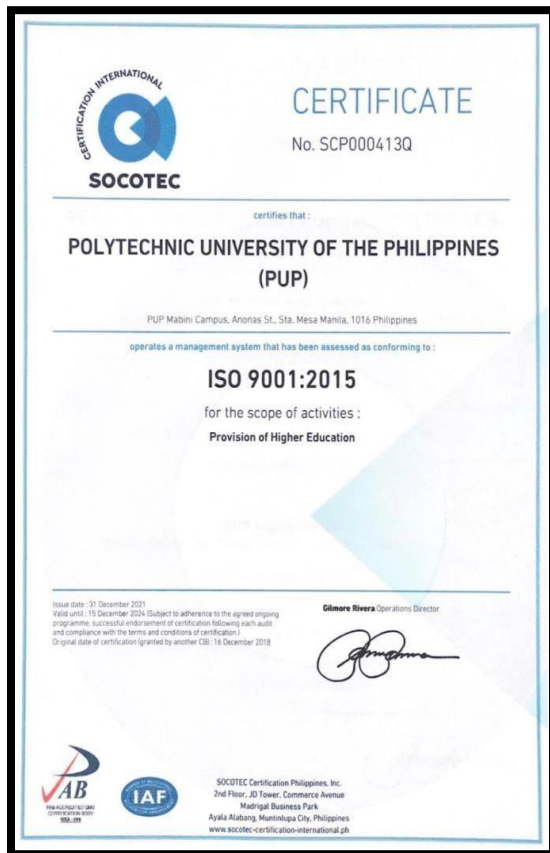 CERTIFICATION INTERNATIONAL
SOCOTEC
CERTIFICATE
No. SCP000413Q
certifies that :
POLYTECHNIC UNIVERSITY OF THE PHILIPPINES
(PUP)
PUP Mabini Campus, Anonas St., Sta. Mesa Manila, 1016 Philippines
operates a management system that has been assessed as conforming to :
ISO 9001:2015
for the scope of activities :
Provision of Higher Education
Issue date : 31 December 2021
Valid until : 15 December 2024 (Subject to adherence to the agreed ongoing
programme, successful endorsement of certification following each audit
and compliance with the terms and conditions of certification.)
Original date of certification (granted by another CB) : 16 December 2018
Gilmore Rivera Operations Director
PAB
PAB ACCREDITED QMS
CERTIFICATION BODY
IAF
SOCOTEC Certification Philippines, Inc.
2nd Floor, JD Tower, Commerce Avenue
Madrigal Business Park
Ayala Alabang, Muntinlupa City, Philippines
www.socotec-certification-international.ph